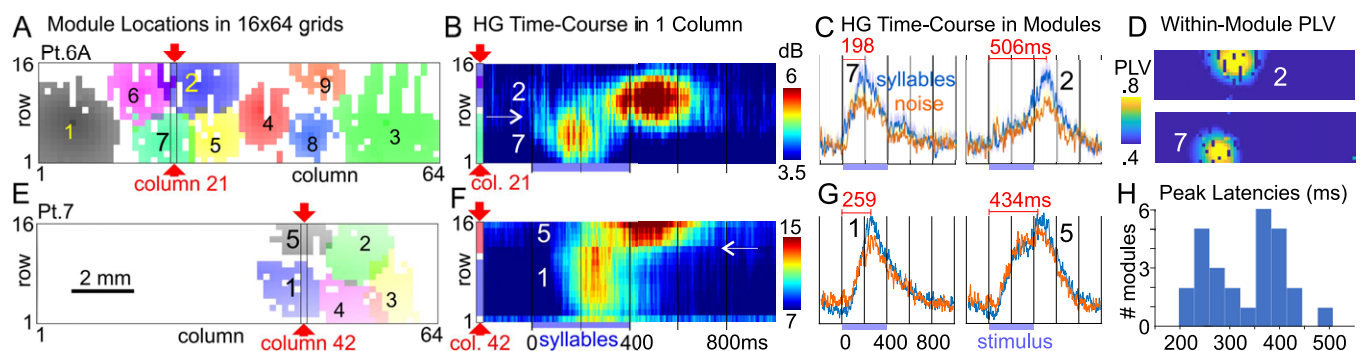 A Module Locations in 16x64 grids
Pt.6A
16
row
1
1
2
3
4
5
6
7
8
9
1
column 21
column
64
B HG Time-Course in 1 Column
16
row
1
2
7
col. 21
dB
6
3.5
C HG Time-Course in Modules
198
506ms
7
syllables
noise
2
D Within-Module PLV
PLV
.8
.4
2
7
E
Pt.7
16
row
1
5
2
1
4
3
2 mm
1
column
column 42
64
F
16
row
1
5
1
col. 42
0
syllables
400
800ms
15
7
G
259
434ms
1
5
0
400
stimulus
H Peak Latencies (ms)
# modules
6
4
2
0
200
300
400
500